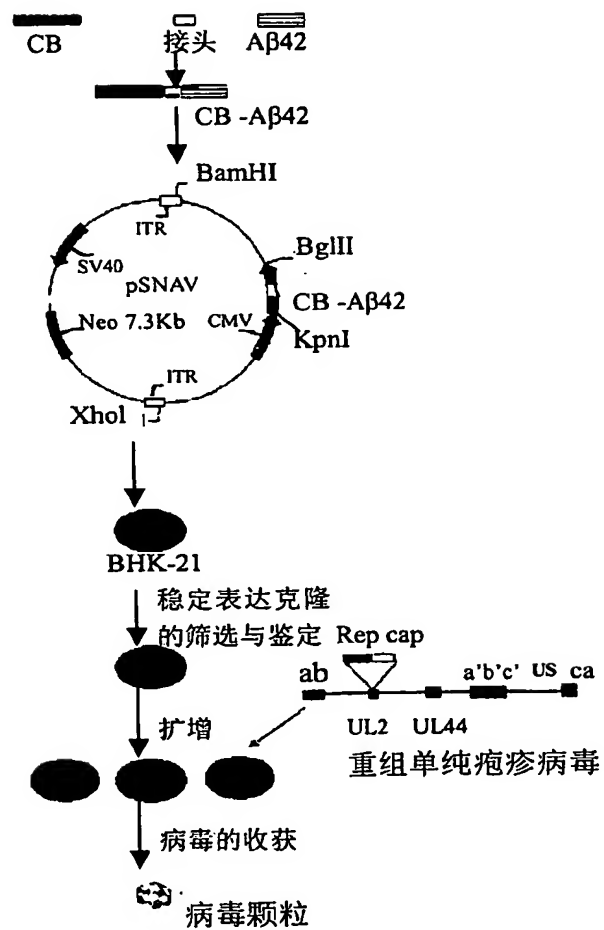 CB 接头 Aβ42
CB -Aβ42
BamHI
ITR
BglII
SV40
pSNAV
CB -Aβ42
Neo 7.3Kb CMV
KpnI
ITR
Xhol
BHK-21
稳定表达克隆
的筛选与鉴定 Rep cap
ab a'b'c' US ca
扩增
UL2 UL44
重组单纯疱疹病毒
病毒的收获
病毒颗粒